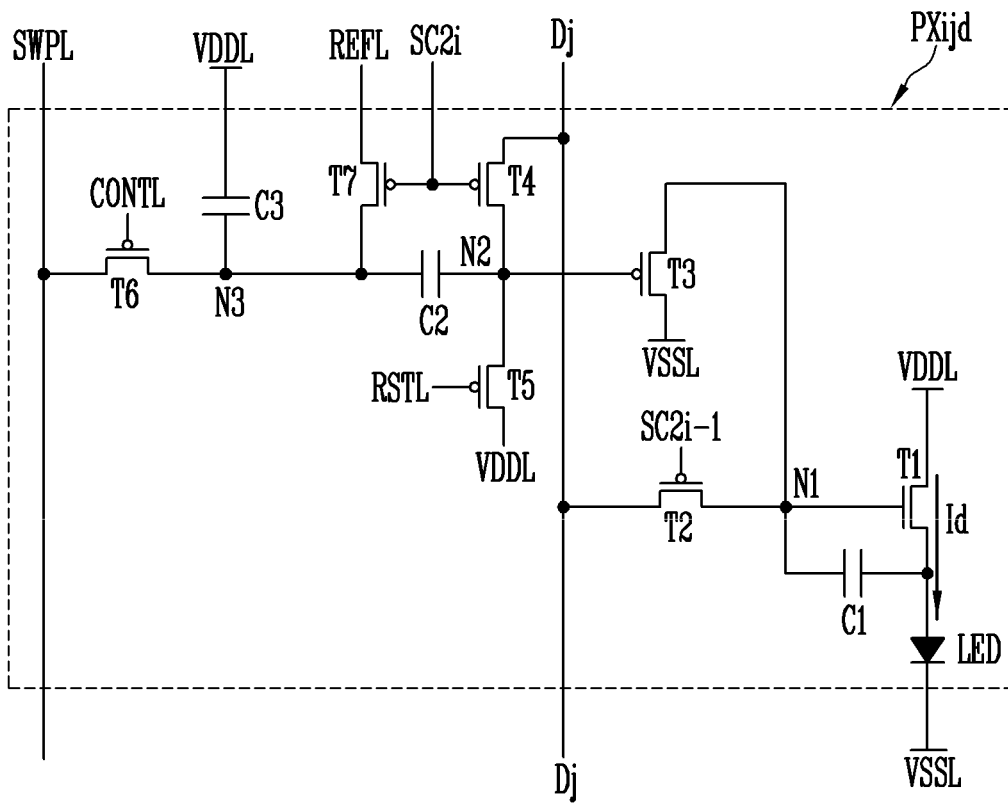 SWPL
VDDL
REFL
SC2i
Dj
PXijd
CONTL
C3
T7
T4
N2
T6
N3
C2
T3
RSTL
T5
VSSL
VDDL
VDDL
SC2i-1
N1
T1
T2
Id
C1
LED
VSSL
Dj